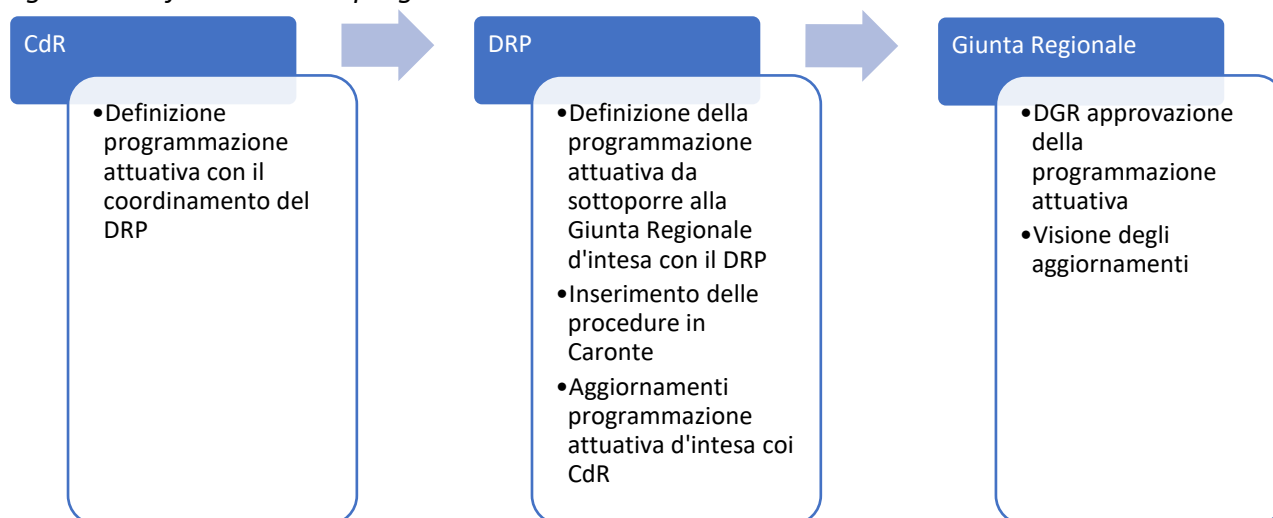 CdR
•Definizione
programmazione
attuativa con il
coordinamento del
DRP
DRP
•Definizione della
programmazione
attuativa da
sottoporre alla
Giunta Regionale
d'intesa con il DRP
•Inserimento delle
procedure in
Caronte
•Aggiornamenti
programmazione
attuativa d'intesa coi
CdR
Giunta Regionale
•DGR approvazione
della
programmazione
attuativa
•Visione degli
aggiornamenti